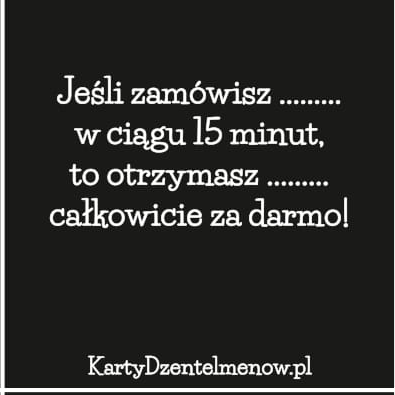 Jeśli zamówisz .........
w ciągu 15 minut,
to otrzymasz .........
całkowicie za darmo!
KartyDzentelmenow.pl